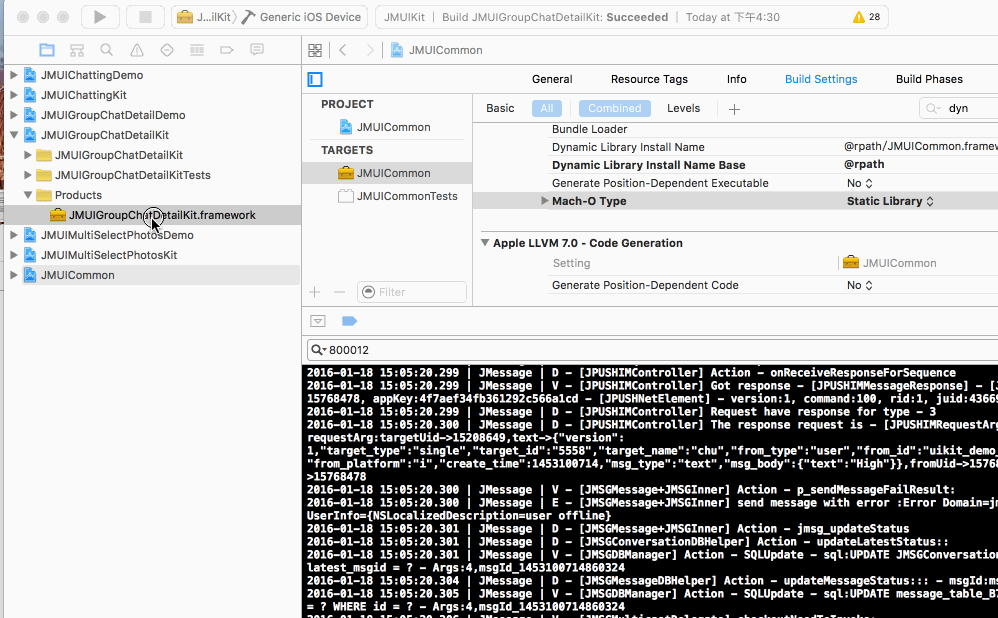 J...ilKit〉 Generic iOS Device
JMUIKit | Build JMUIGroupChatDetailKit: Succeeded | Today at 下午4:30
28
JMUICommon
JMUIChattingDemo
JMUIChattingKit
JMUIGroupChatDetailDemo
JMUIGroupChatDetailKit
JMUIGroupChatDetailKit
JMUIGroupChatDetailKitTests
Products
JMUIGroupChatDetailKit.framework
JMUIMultiSelectPhotosDemo
JMUIMultiSelectPhotosKit
JMUICommon
General Resource Tags Info Build Settings Build Phases
PROJECT
JMUICommon
TARGETS
JMUICommon
JMUICommonTests
Filter
Basic All Combined Levels + dyn
Bundle Loader
Dynamic Library Install Name @rpath/JMUICommon.framew
Dynamic Library Install Name Base @rpath
Generate Position-Dependent Executable No
Mach-O Type Static Library
Apple LLVM 7.0 - Code Generation
Setting JMUICommon
Generate Position-Dependent Code No
800012
2016-01-18 15:05:20.299 | JMessage | D - [JPUSHIMController] Action - onReceiveResponseForSequence
2016-01-18 15:05:20.299 | JMessage | V - [JPUSHIMController] Got response - [JPUSHIMMessageResponse] - [J
15768478, appKey:4f7aef34fb361292c566a1cd - [JPUSHNetElement] - version:1, command:100, rid:1, juid:43669
2016-01-18 15:05:20.299 | JMessage | D - [JPUSHIMController] Request have response for type - 3
2016-01-18 15:05:20.300 | JMessage | D - [JPUSHIMController] The response request is - [JPUSHIMRequestArg
requestArg:targetUid->15208649,text->{"version":
1,"target_type":"single","target_id":"5558","target_name":"chu","from_type":"user","from_id":"uikit_demo_
"from_platform":"i","create_time":1453100714,"msg_type":"text","msg_body":{"text":"High"}},fromUid->15768
>15768478
2016-01-18 15:05:20.300 | JMessage | V - [JMSGMessage+JMSGInner] Action - p_sendMessageFailResult:
2016-01-18 15:05:20.300 | JMessage | E - [JMSGMessage+JMSGInner] send message with error :Error Domain=jm
UserInfo={NSLocalizedDescription=user offline}
2016-01-18 15:05:20.301 | JMessage | D - [JMSGMessage+JMSGInner] Action - jmsg_updateStatus
2016-01-18 15:05:20.301 | JMessage | D - [JMSGConversationDBHelper] Action - updateLatestStatus::
2016-01-18 15:05:20.301 | JMessage | V - [JMSGDBManager] Action - SQLUpdate - sql:UPDATE JMSGConversation
latest_msgid = ? - Args:4,msgId_1453100714860324
2016-01-18 15:05:20.304 | JMessage | D - [JMSGMessageDBHelper] Action - updateMessageStatus::: - msgId:ms
2016-01-18 15:05:20.305 | JMessage | V - [JMSGDBManager] Action - SQLUpdate - sql:UPDATE message_table_B7
= ? WHERE id = ? - Args:4,msgId_1453100714860324